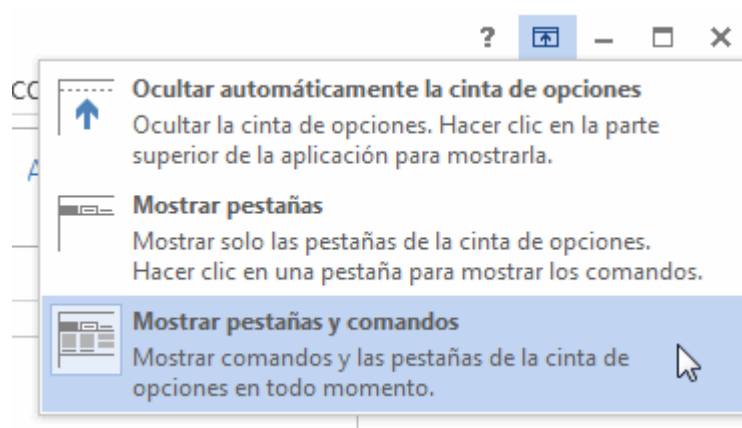 ?
Ocultar automáticamente la cinta de opciones
Ocultar la cinta de opciones. Hacer clic en la parte
superior de la aplicación para mostrarla.
Mostrar pestañas
Mostrar solo las pestañas de la cinta de opciones.
Hacer clic en una pestaña para mostrar los comandos.
Mostrar pestañas y comandos
Mostrar comandos y las pestañas de la cinta de
opciones en todo momento.